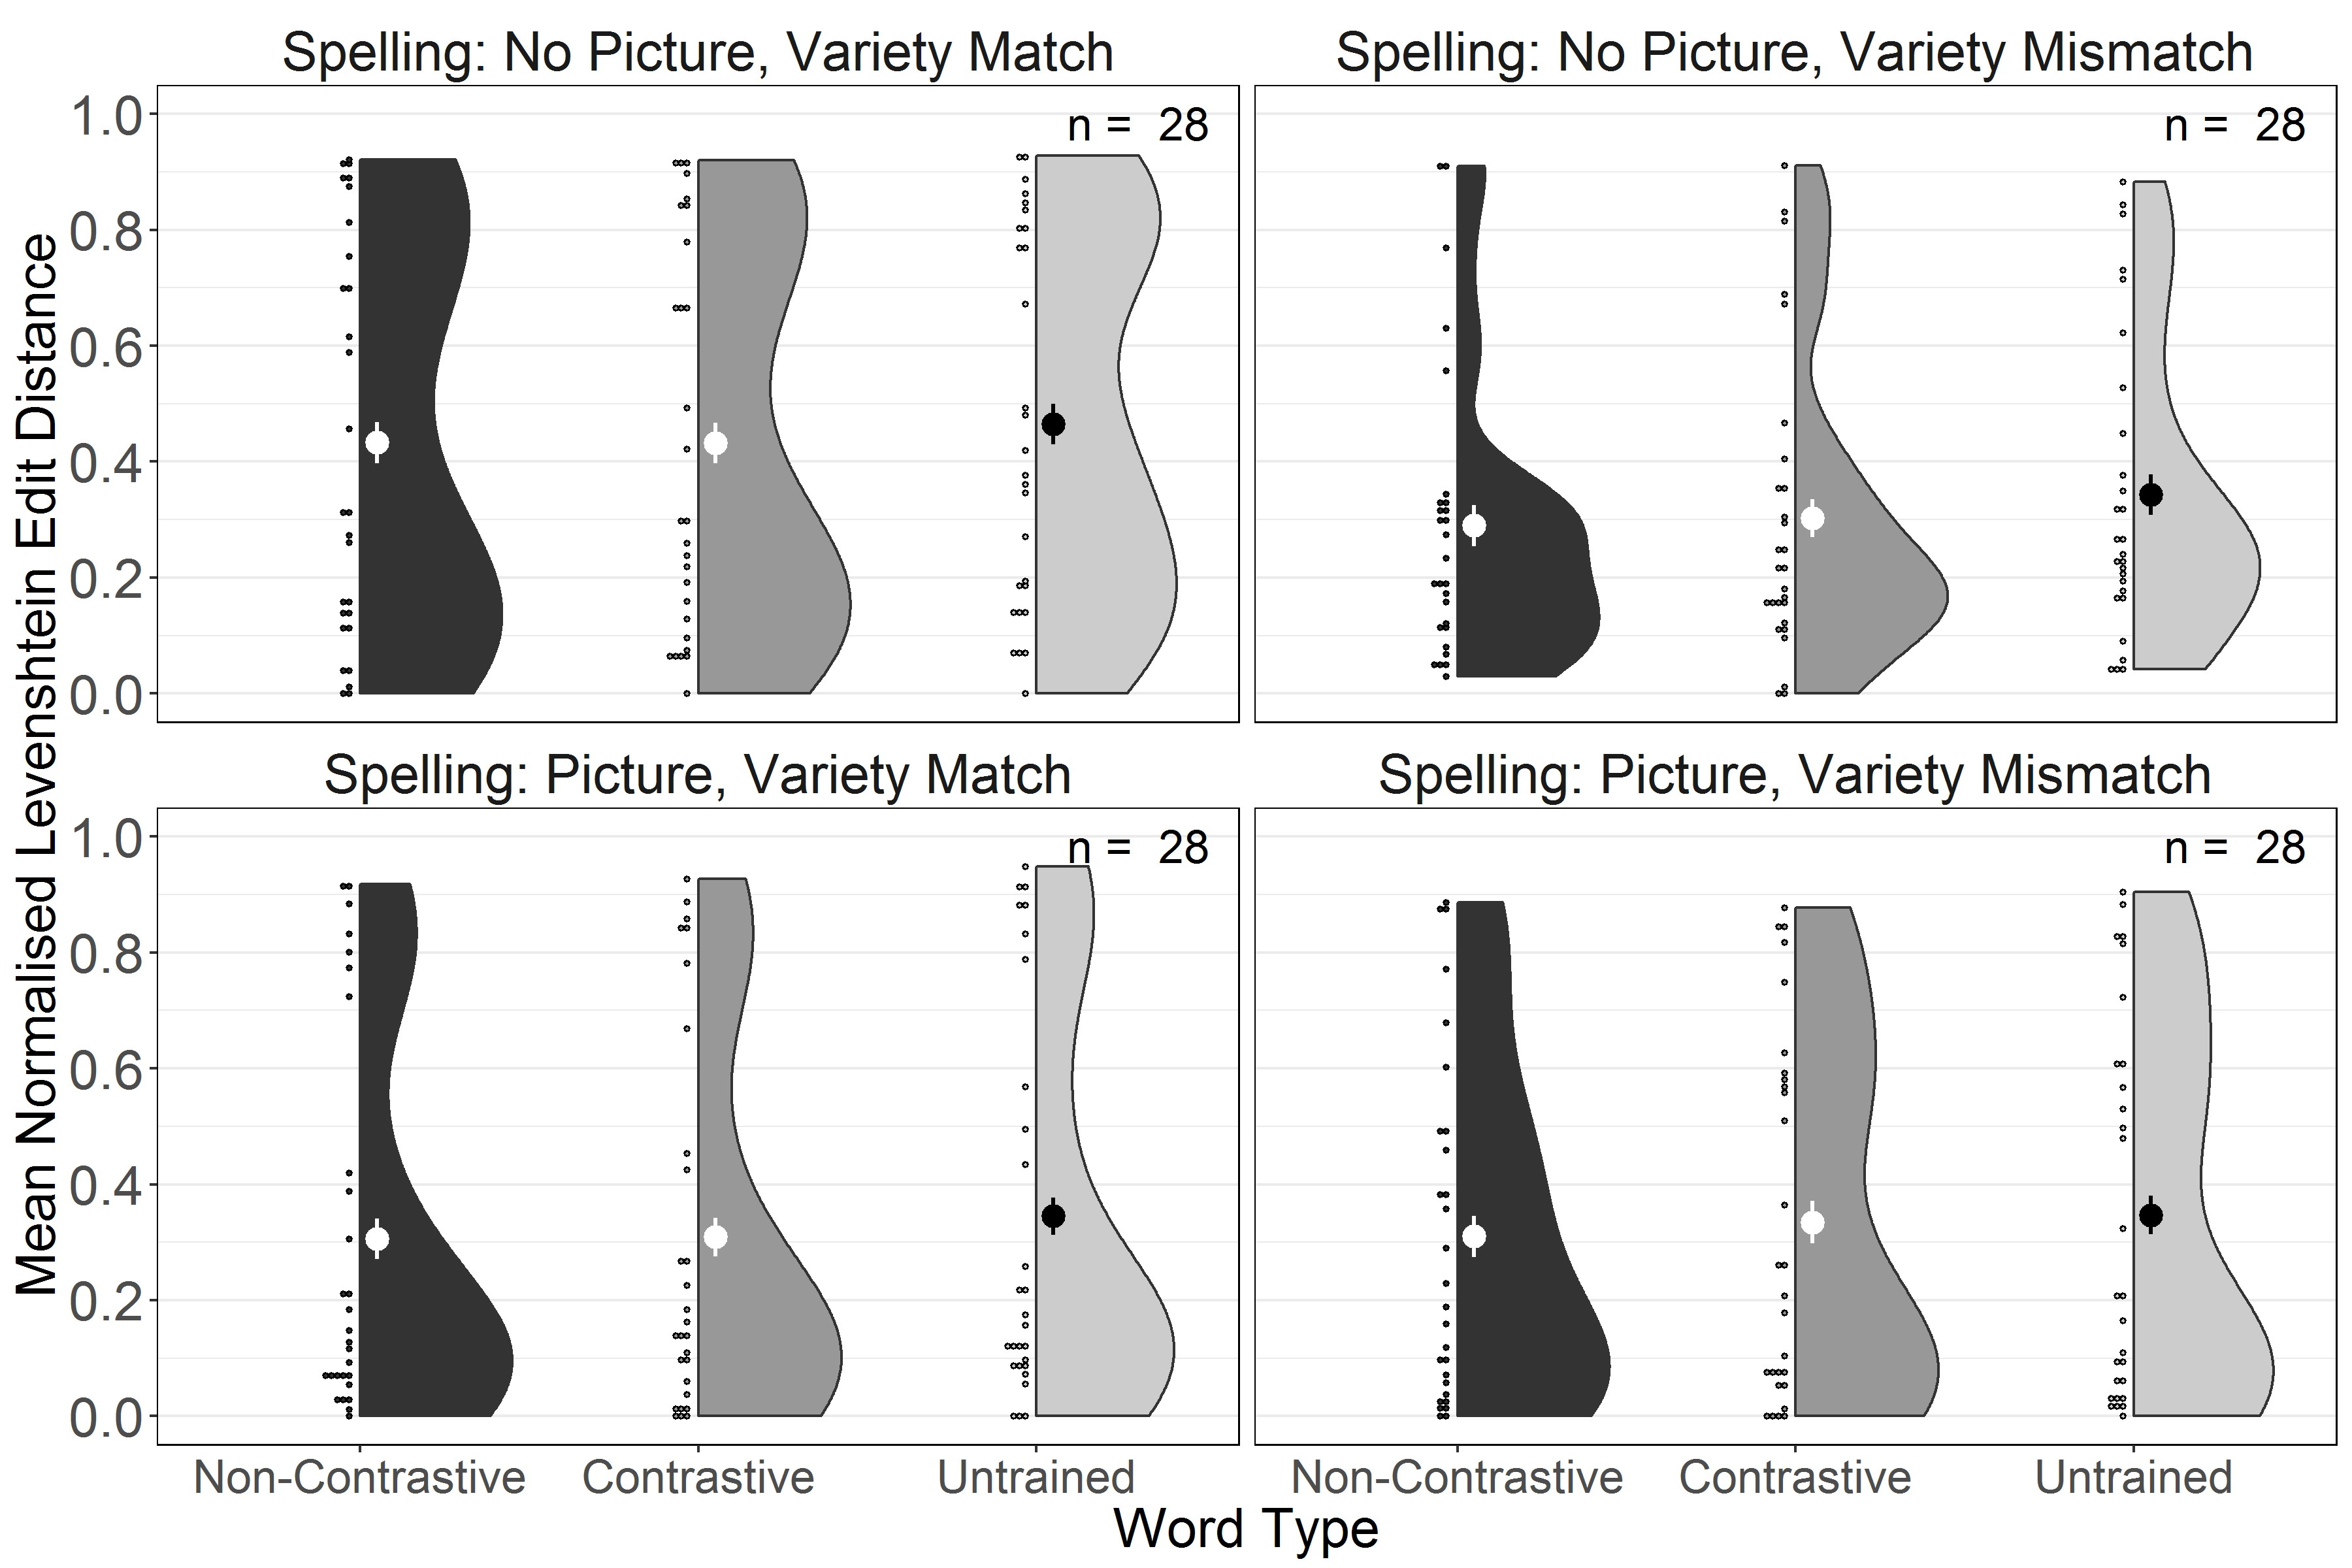 Spelling: No Picture, Variety Match
Spelling: No Picture, Variety Mismatch
Mean Normalised Levenshtein Edit Distance
1.0
0.8
0.6
0.4
0.2
0.0
n = 28
n = 28
Spelling: Picture, Variety Match
Spelling: Picture, Variety Mismatch
1.0
0.8
0.6
0.4
0.2
0.0
n = 28
n = 28
Non-Contrastive Contrastive Untrained
Non-Contrastive Contrastive Untrained
Word Type